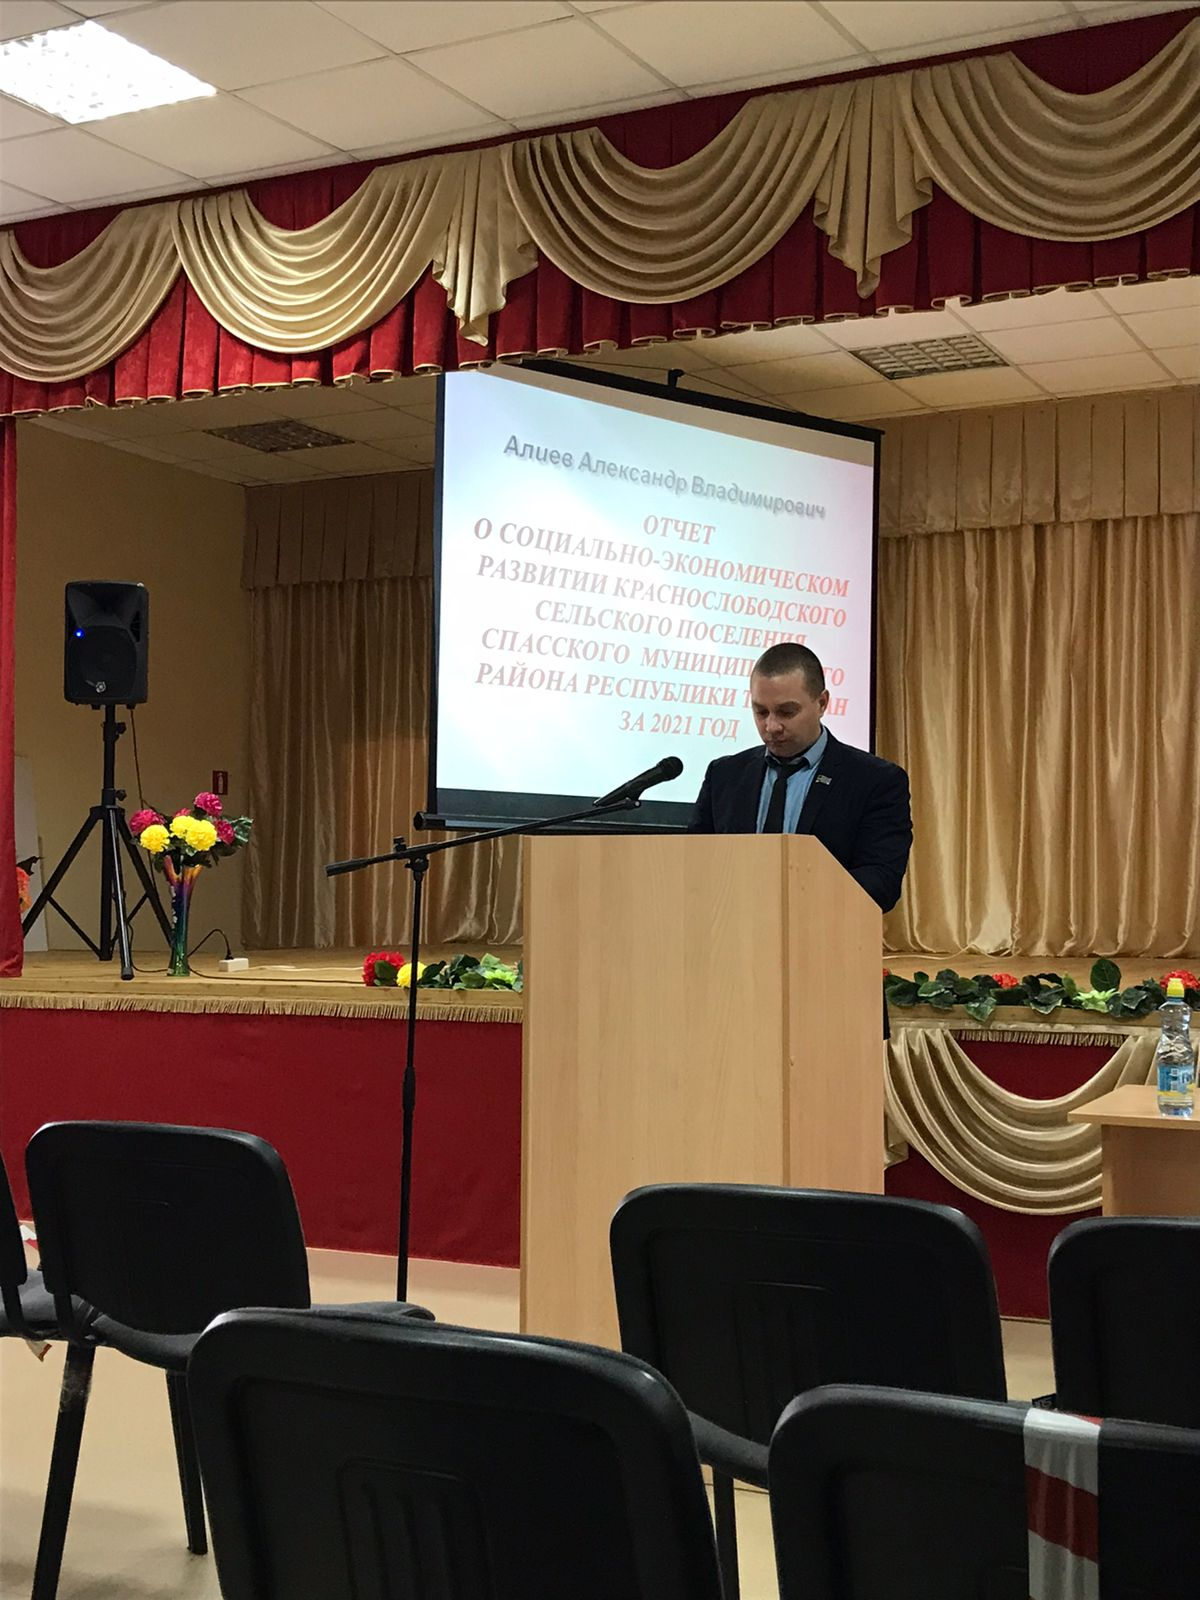 Алиев Александр Владимирович
ОТЧЕТ
О СОЦИАЛЬНО-ЭКОНОМИЧЕСКОМ
РАЗВИТИИ КРАСНОСЛОБОДСКОГО
СЕЛЬСКОГО ПОСЕЛЕНИЯ
СПАССКОГО
РАЙОНА РЕСПУБЛИКИ
ЗА 2021 ГОД